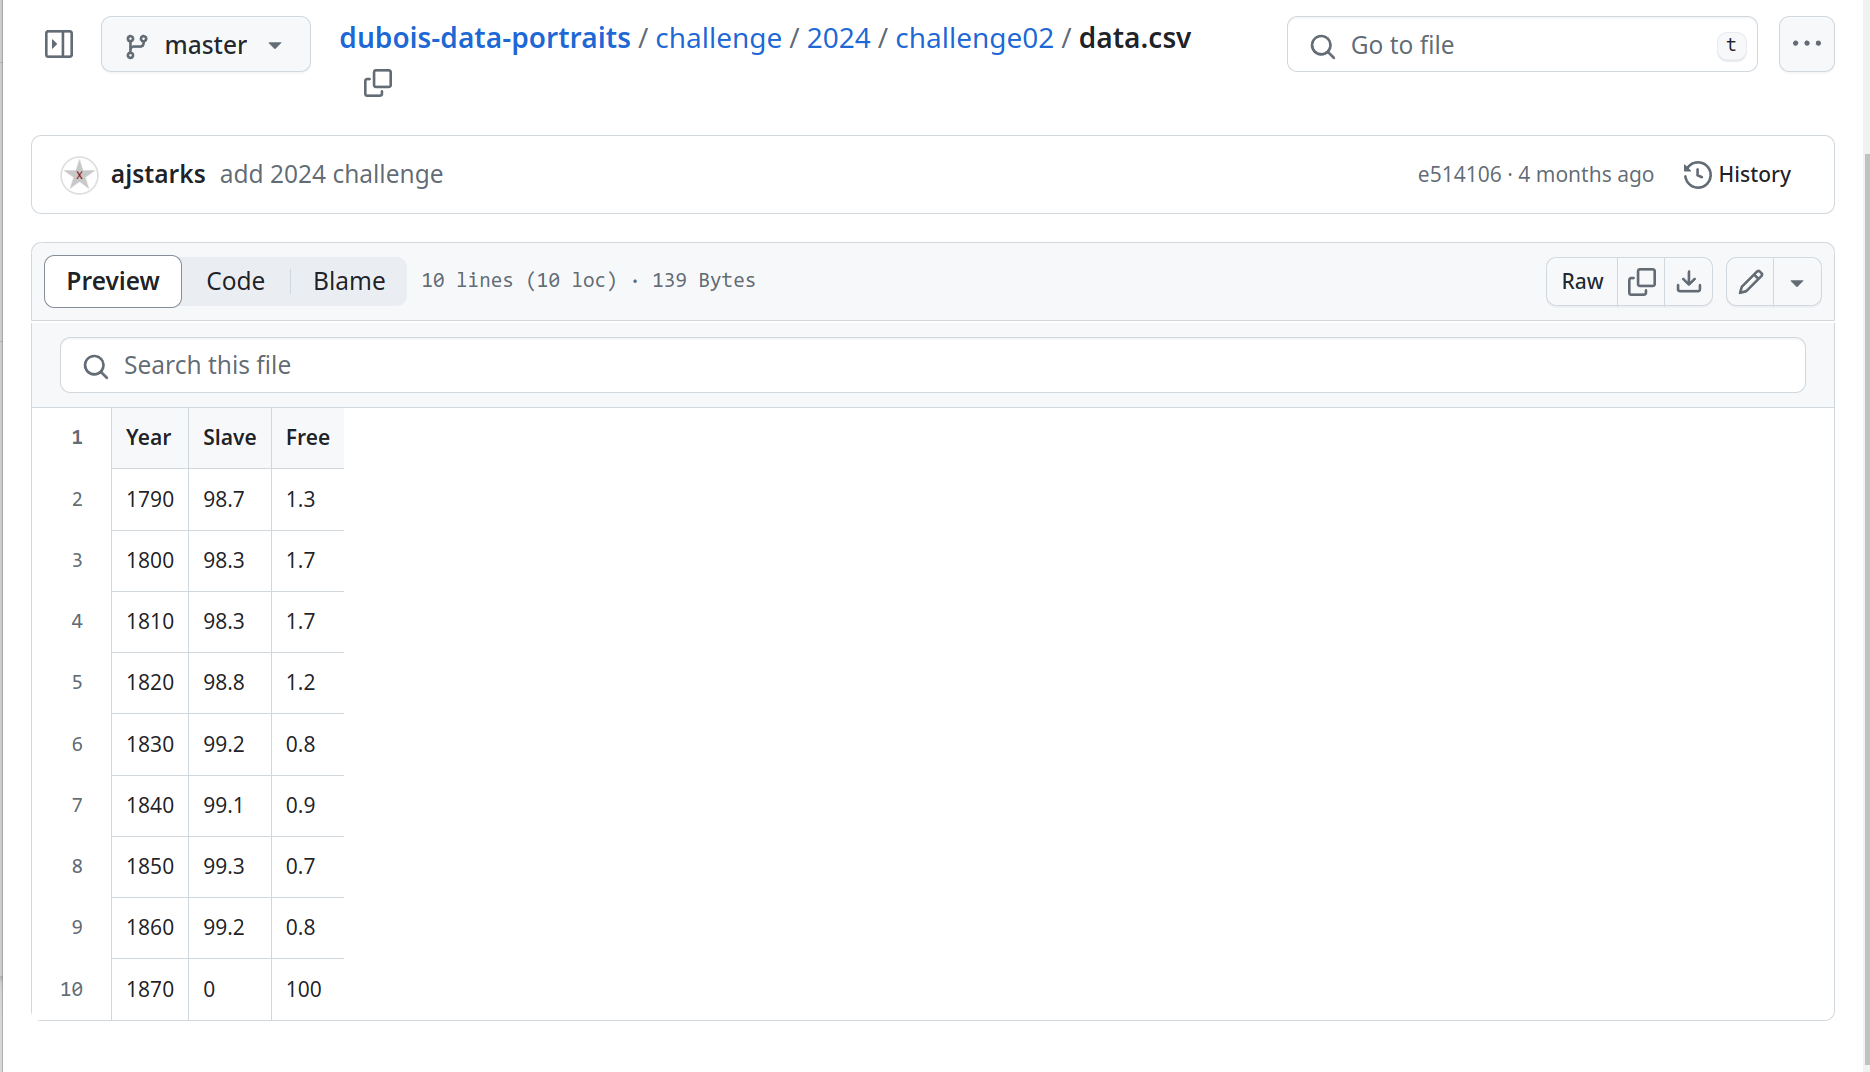 master
dubois-data-portraits / challenge / 2024 / challenge02 / data.csv
Go to file
t
ajstarks add 2024 challenge
e514106 · 4 months ago
History
Preview Code Blame 10 lines (10 loc) · 139 Bytes
Raw
Search this file
1 Year Slave Free
2 1790 98.7 1.3
3 1800 98.3 1.7
4 1810 98.3 1.7
5 1820 98.8 1.2
6 1830 99.2 0.8
7 1840 99.1 0.9
8 1850 99.3 0.7
9 1860 99.2 0.8
10 1870 0 100